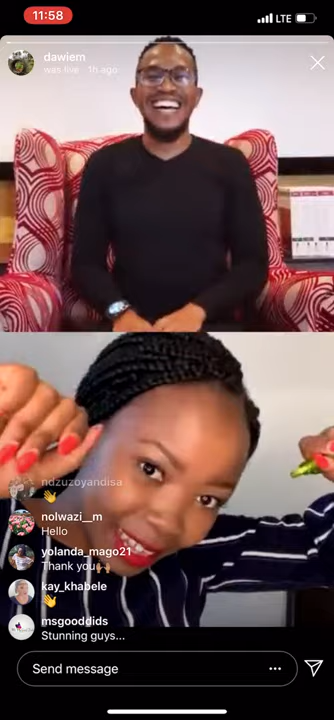 11:58
LTE
dawiem
was live · 1h ago
ndzuzoyandisa
👋
nolwazi__m
Hello
yolanda_mago21
Thank you🙌🏾
kay_khabele
👋
msgooddids
Stunning guys...
Send message